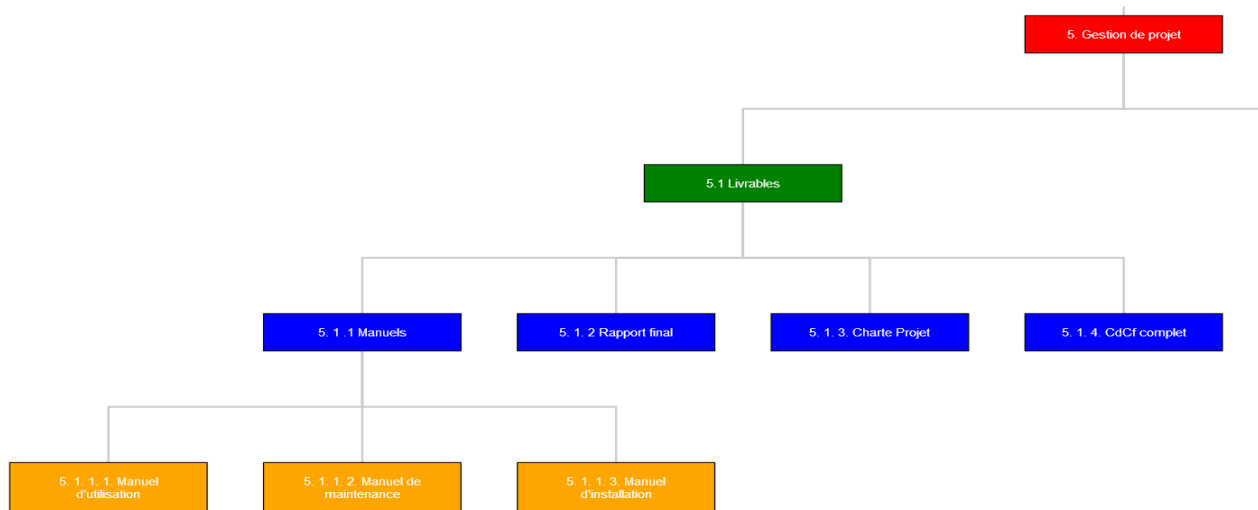 5. Gestion de projet
5.1 Livrables
5. 1 .1 Manuels
5. 1. 2 Rapport final
5. 1. 3. Charte Projet
5. 1. 4. CdCf complet
5. 1. 1. 1. Manuel
d'utilisation
5. 1. 1. 2. Manuel de
maintenance
5. 1. 1. 3. Manuel
d'installation